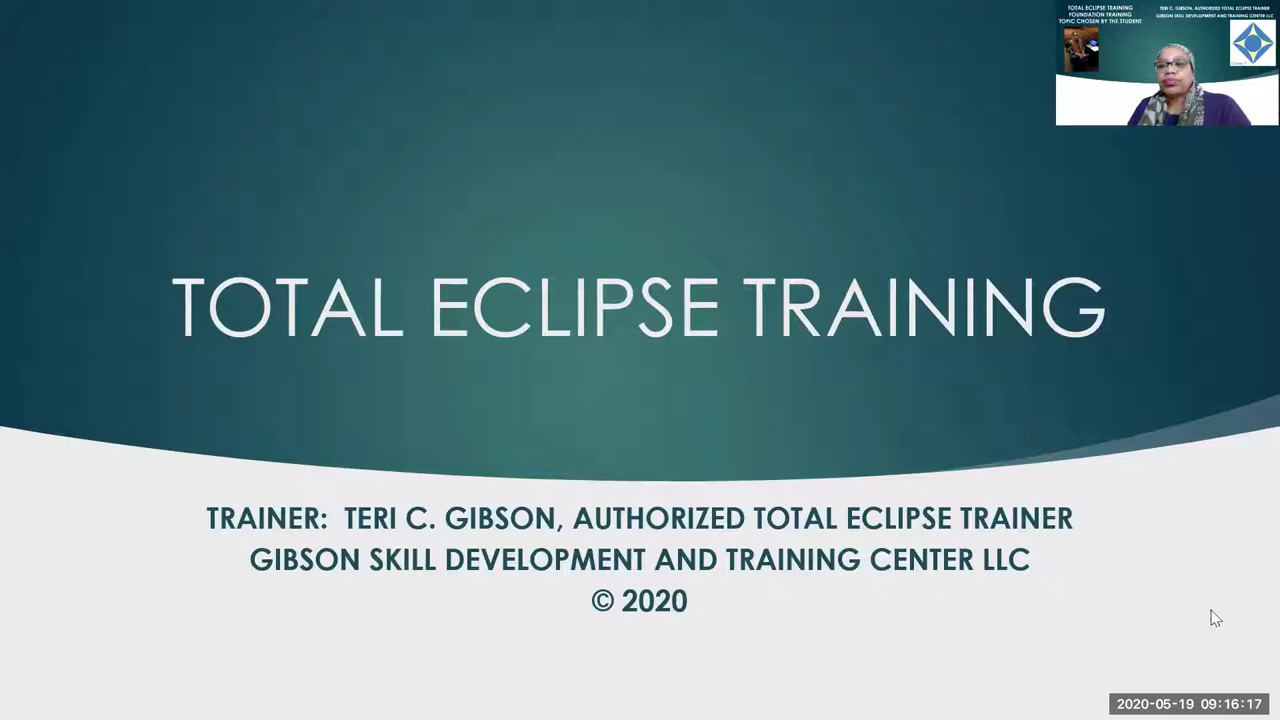 TOTAL ECLIPSE TRAINING
FOUNDATION TRAINING
TOPIC CHOSEN BY THE STUDENT
TERI C. GIBSON, AUTHORIZED TOTAL ECLIPSE TRAINER
GIBSON SKILL DEVELOPMENT AND TRAINING CENTER LLC
TOTAL ECLIPSE TRAINING
TRAINER: TERI C. GIBSON, AUTHORIZED TOTAL ECLIPSE TRAINER
GIBSON SKILL DEVELOPMENT AND TRAINING CENTER LLC
© 2020
2020-05-19 09:16:17